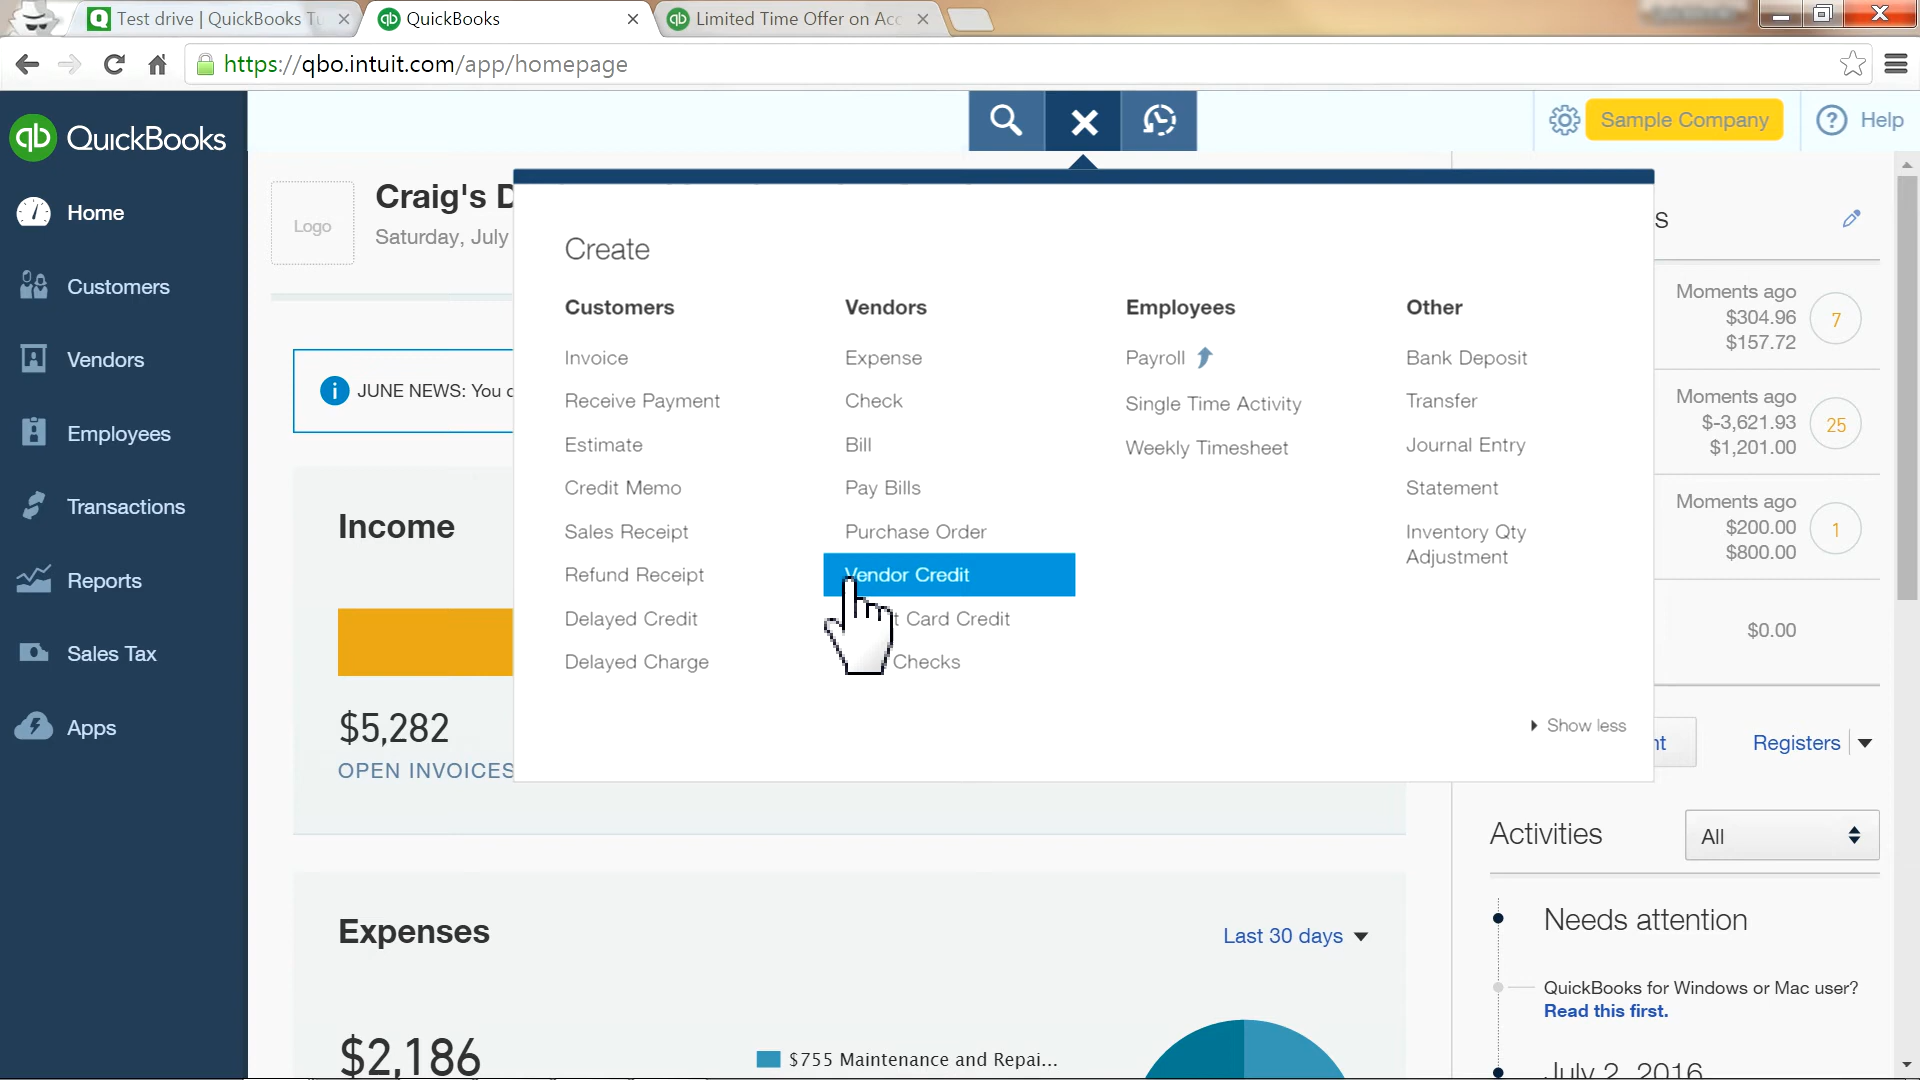 Test drive | QuickBooks Tu
QuickBooks
Limited Time Offer on Acc
https://qbo.intuit.com/app/homepage
qb QuickBooks
Sample Company
Help
Home
Customers
Vendors
Employees
Transactions
Reports
Sales Tax
Apps
Logo
Craig's D
Saturday, July
JUNE NEWS: You
Income
$5,282
OPEN INVOICES
Create
Customers
Invoice
Receive Payment
Estimate
Credit Memo
Sales Receipt
Refund Receipt
Delayed Credit
Delayed Charge
Vendors
Expense
Check
Bill
Pay Bills
Purchase Order
Vendor Credit
t Card Credit
Checks
Employees
Payroll
Single Time Activity
Weekly Timesheet
Other
Bank Deposit
Transfer
Journal Entry
Statement
Inventory Qty
Adjustment
Show less
Expenses
Last 30 days
$2,186
$755 Maintenance and Repai...
s
Moments ago
$304.96
$157.72
7
Moments ago
$-3,621.93
$1,201.00
25
Moments ago
$200.00
$800.00
1
$0.00
nt
Registers
Activities
All
Needs attention
QuickBooks for Windows or Mac user?
Read this first.
July 2, 2016